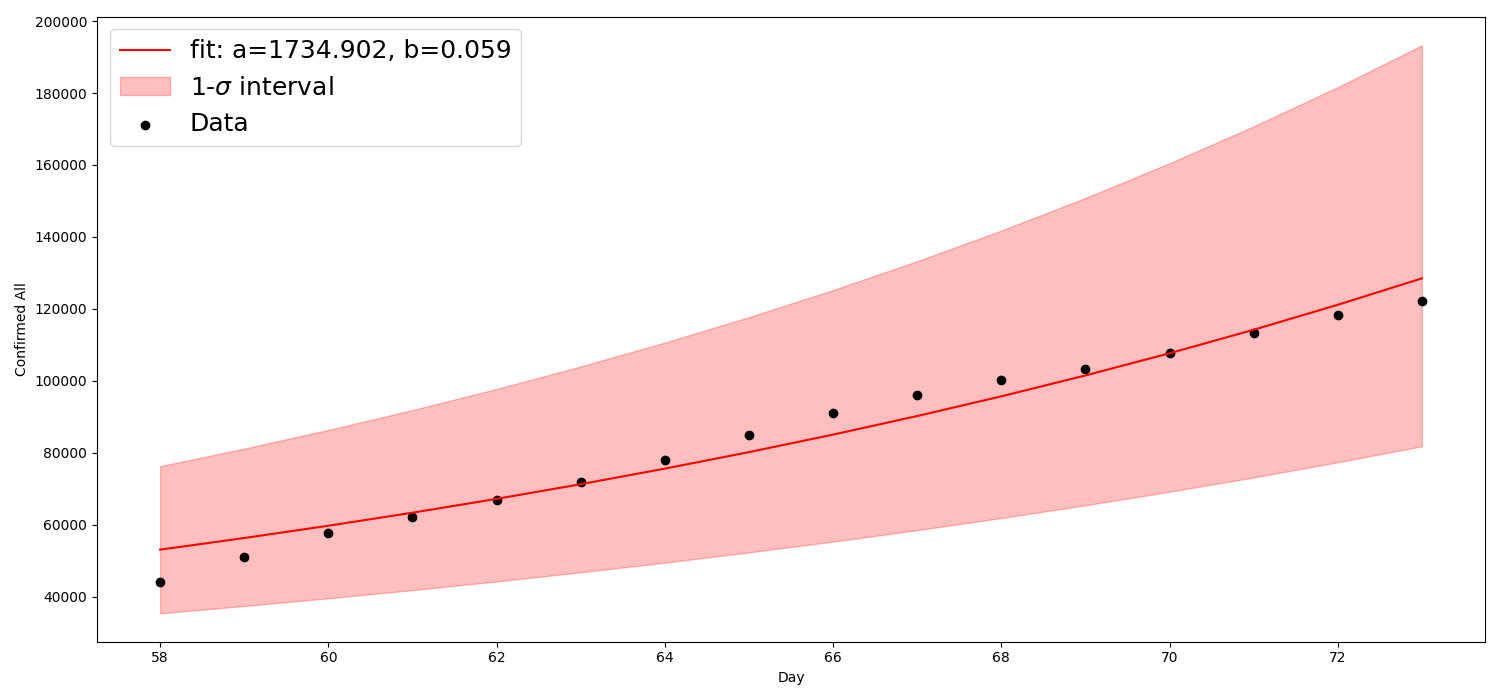 fit: a=1734.902, b=0.059
1-σ interval
Data
200000
180000
160000
140000
120000
100000
80000
60000
40000
Confirmed All
58 60 62 64 66 68 70 72
Day